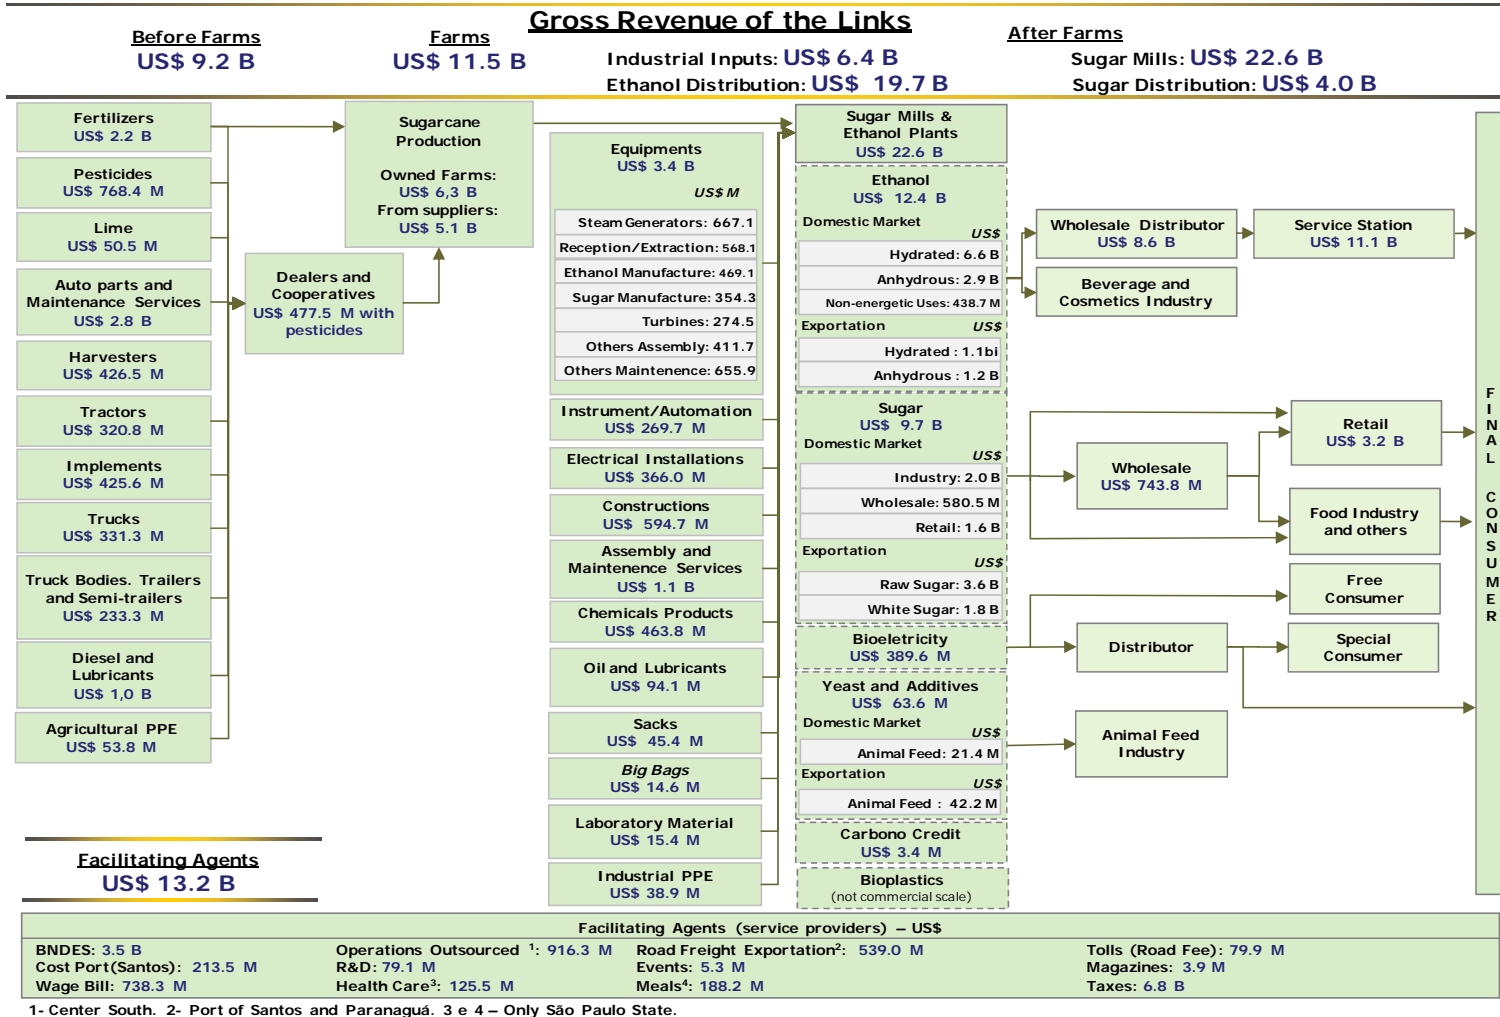 Gross Revenue of the Links
Before Farms
US$ 9.2 B
Farms
US$ 11.5 B
Industrial Inputs: US$ 6.4 B
Ethanol Distribution: US$ 19.7 B
After Farms
Sugar Mills: US$ 22.6 B
Sugar Distribution: US$ 4.0 B
Fertilizers
US$ 2.2 B
Pesticides
US$ 768.4 M
Lime
US$ 50.5 M
Auto parts and
Maintenance Services
US$ 2.8 B
Harvesters
US$ 426.5 M
Tractors
US$ 320.8 M
Implements
US$ 425.6 M
Trucks
US$ 331.3 M
Truck Bodies. Trailers
and Semi-trailers
US$ 233.3 M
Diesel and
Lubricants
US$ 1,0 B
Agricultural PPE
US$ 53.8 M
Dealers and
Cooperatives
US$ 477.5 M with
pesticides
Sugarcane
Production
Owned Farms:
US$ 6,3 B
From suppliers:
US$ 5.1 B
Equipments
US$ 3.4 B
US$ M
Steam Generators: 667.1
Reception/Extraction: 568.1
Ethanol Manufacture: 469.1
Sugar Manufacture: 354.3
Turbines: 274.5
Others Assembly: 411.7
Others Maintenence: 655.9
Instrument/Automation
US$ 269.7 M
Electrical Installations
US$ 366.0 M
Constructions
US$ 594.7 M
Assembly and
Maintenence Services
US$ 1.1 B
Chemicals Products
US$ 463.8 M
Oil and Lubricants
US$ 94.1 M
Sacks
US$ 45.4 M
Big Bags
US$ 14.6 M
Laboratory Material
US$ 15.4 M
Industrial PPE
US$ 38.9 M
Sugar Mills &
Ethanol Plants
US$ 22.6 B
Ethanol
US$ 12.4 B
Domestic Market
US$
Hydrated: 6.6 B
Anhydrous: 2.9 B
Non-energetic Uses: 438.7 M
Exportation US$
Hydrated : 1.1bi
Anhydrous : 1.2 B
Sugar
US$ 9.7 B
Domestic Market
US$
Industry: 2.0 B
Wholesale: 580.5 M
Retail: 1.6 B
Exportation
US$
Raw Sugar: 3.6 B
White Sugar: 1.8 B
Bioeletricity
US$ 389.6 M
Yeast and Additives
US$ 63.6 M
Domestic Market
US$
Animal Feed: 21.4 M
Exportation
US$
Animal Feed : 42.2 M
Carbono Credit
US$ 3.4 M
Bioplastics
(not commercial scale)
Wholesale Distributor
US$ 8.6 B
Service Station
US$ 11.1 B
Beverage and
Cosmetics Industry
Wholesale
US$ 743.8 M
Retail
US$ 3.2 B
Food Industry
and others
Free
Consumer
Distributor
Special
Consumer
Animal Feed
Industry
FINAL CONSUMER
Facilitating Agents
US$ 13.2 B
Facilitating Agents (service providers) – US$
BNDES: 3.5 B Operations Outsourced ¹: 916.3 M Road Freight Exportation²: 539.0 M Tolls (Road Fee): 79.9 M
Cost Port(Santos): 213.5 M R&D: 79.1 M Events: 5.3 M Magazines: 3.9 M
Wage Bill: 738.3 M Health Care³: 125.5 M Meals⁴: 188.2 M Taxes: 6.8 B
1- Center South. 2- Port of Santos and Paranaguá. 3 e 4 – Only São Paulo State.